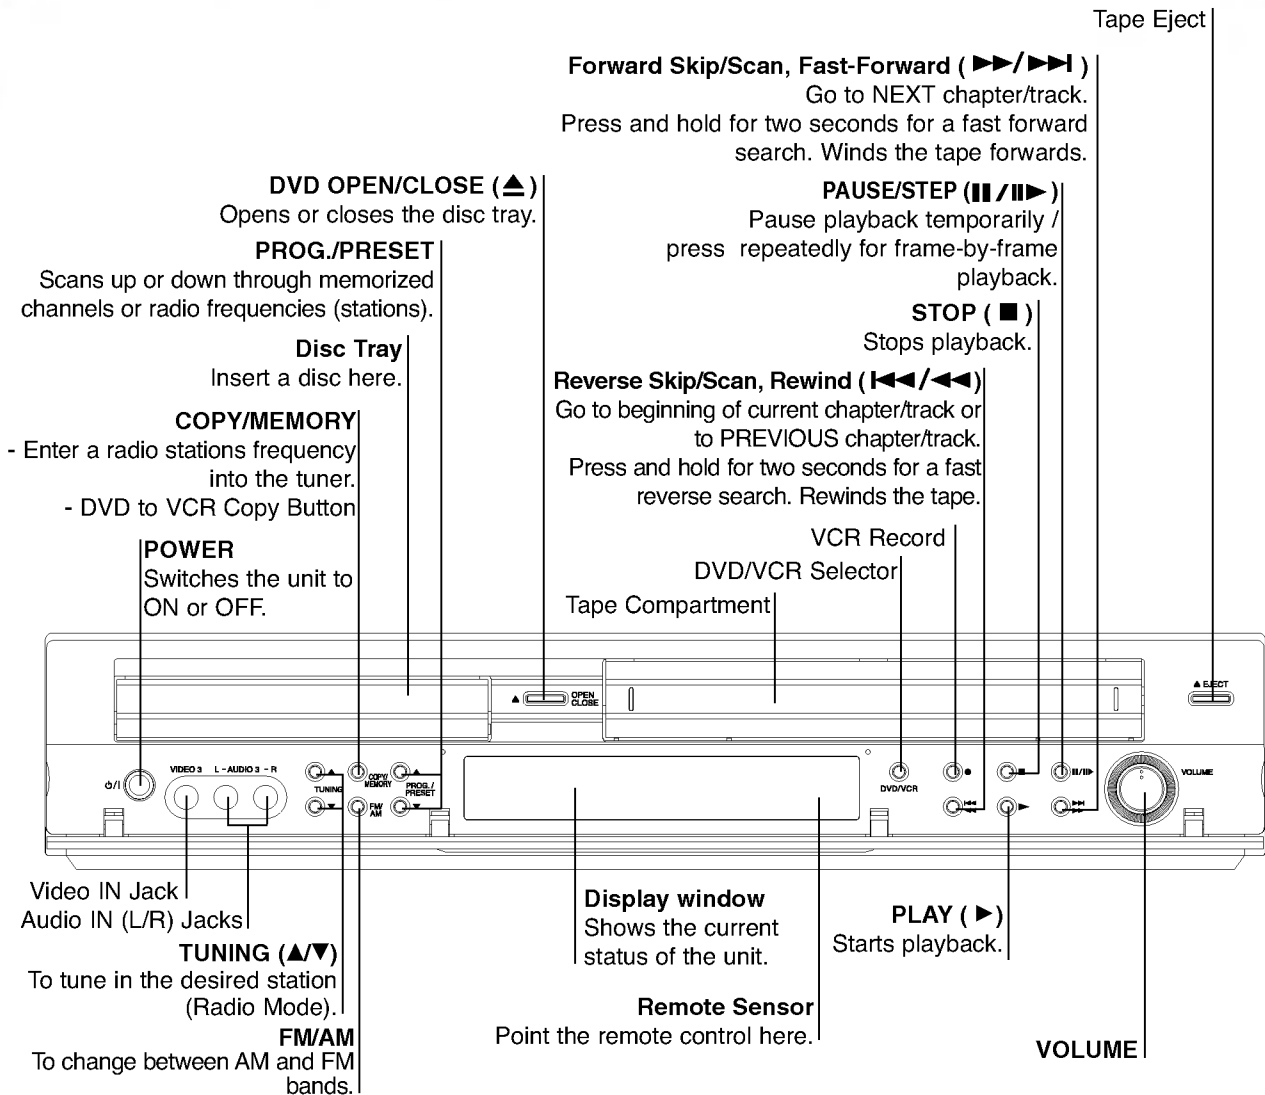 Tape Eject
Forward Skip/Scan, Fast-Forward ( ▶▶/▶▶I )
Go to NEXT chapter/track.
Press and hold for two seconds for a fast forward
search. Winds the tape forwards.
DVD OPEN/CLOSE (⏏)
Opens or closes the disc tray.
PAUSE/STEP (II/II▶)
Pause playback temporarily /
press repeatedly for frame-by-frame
playback.
PROG./PRESET
Scans up or down through memorized
channels or radio frequencies (stations).
STOP ( ■ )
Stops playback.
Disc Tray
Insert a disc here.
Reverse Skip/Scan, Rewind ( I◀◀/◀◀)
Go to beginning of current chapter/track or
to PREVIOUS chapter/track.
Press and hold for two seconds for a fast
reverse search. Rewinds the tape.
COPY/MEMORY
- Enter a radio stations frequency
into the tuner.
- DVD to VCR Copy Button
VCR Record
DVD/VCR Selector
Tape Compartment
POWER
Switches the unit to
ON or OFF.
▲ OPEN
CLOSE
▲ EJECT
⏻/I
VIDEO 3 L - AUDIO 3 - R
▲
TUNING
▼
COPY/
MEMORY
FM/
AM
▲
PROG./
PRESET
▼
DVD/VCR
●
I◀◀
◀◀
■
▶
II/II▶
▶▶I
▶▶
VOLUME
Video IN Jack
Audio IN (L/R) Jacks
TUNING (▲/▼)
To tune in the desired station
(Radio Mode).
FM/AM
To change between AM and FM
bands.
Display window
Shows the current
status of the unit.
Remote Sensor
Point the remote control here.
PLAY ( ▶)
Starts playback.
VOLUME